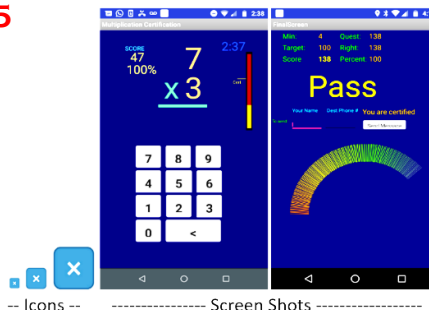 5
2:38
Multiplication Certification
SCORE
47
100%
7
x 3
2:37
Cert
7 8 9
4 5 6
1 2 3
0 <
FinalScreen
Min: 4 Quest: 138
Target: 100 Right: 138
Score 138 Percent: 100
Pass
Your Name Dest Phone # You are certified
Send Message
-- Icons -- --------------- Screen Shots -----------------